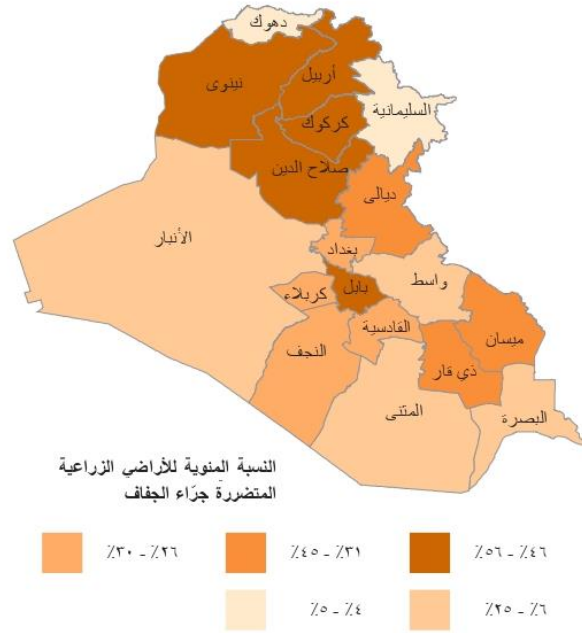 دهوك
نينوى
أربيل
السليمانية
كركوك
صلاح الدين
ديالى
الأنبار
بغداد
واسط
بابل
كربلاء
القادسية
ميسان
النجف
ذي قار
المثنى
البصرة
النسبة المئوية للأراضي الزراعية
المتضررة جرّاء الجفاف
٤٦٪ - ٥٦٪
٣١٪ - ٤٥٪
٢٦٪ - ٣٠٪
٦٪ - ٢٥٪
٤٪ - ٥٪